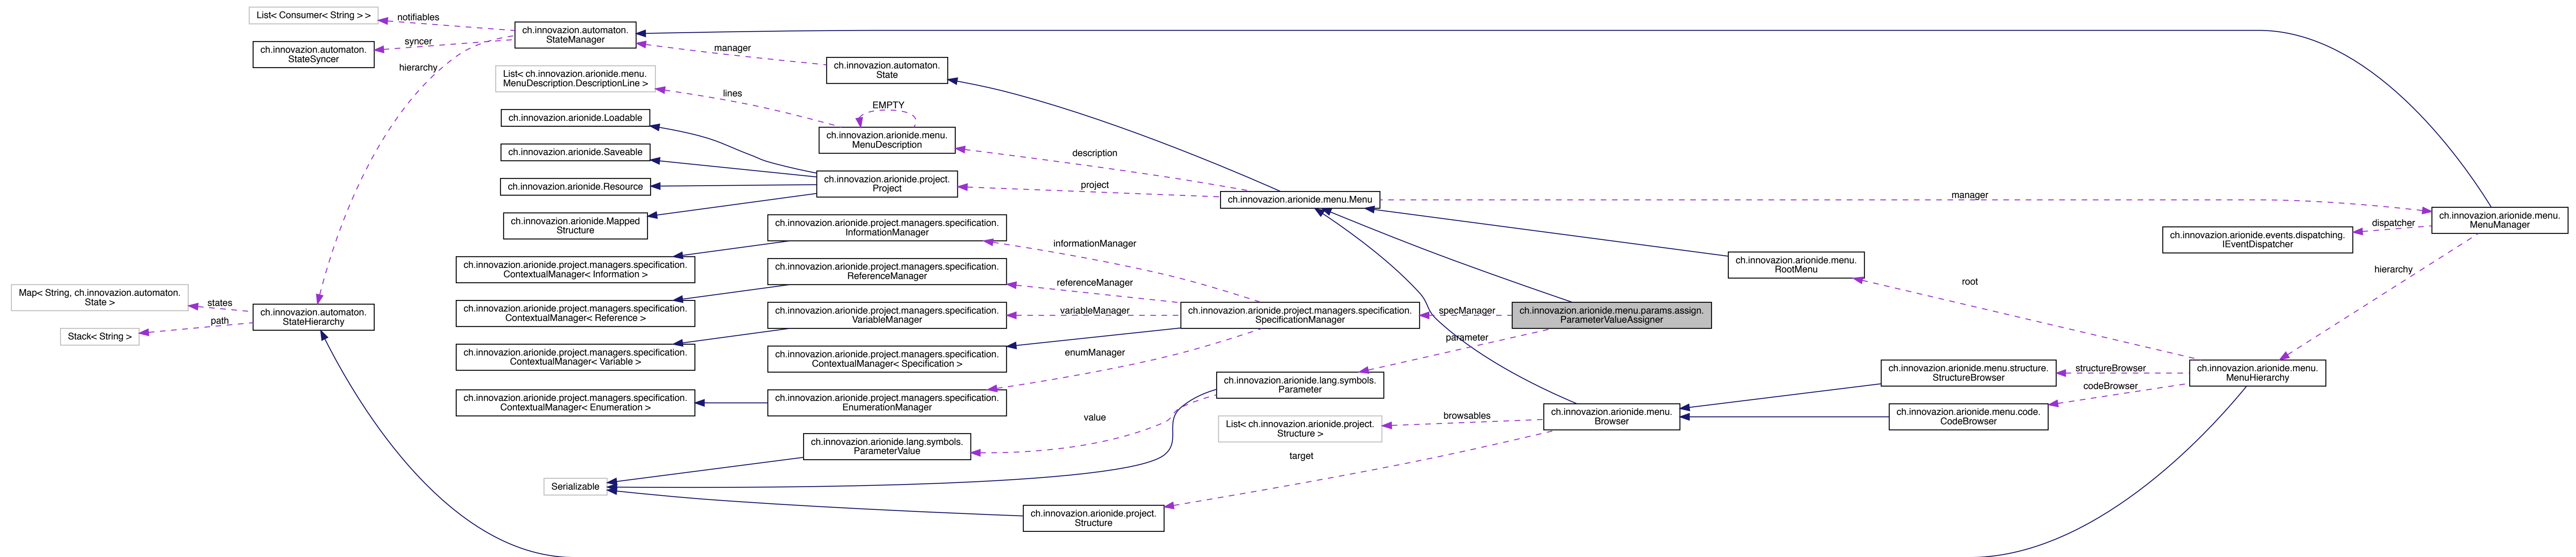 List< Consumer< String > >
notifiables
ch.innovazion.automaton.
StateManager
syncer
ch.innovazion.automaton.
StateSyncer
hierarchy
manager
ch.innovazion.automaton.
State
List< ch.innovazion.arionide.menu.
MenuDescription.DescriptionLine >
lines
EMPTY
ch.innovazion.arionide.menu.
MenuDescription
ch.innovazion.arionide.Loadable
ch.innovazion.arionide.Saveable
ch.innovazion.arionide.Resource
ch.innovazion.arionide.Mapped
Structure
ch.innovazion.arionide.project.
Project
description
project
ch.innovazion.arionide.menu.Menu
manager
ch.innovazion.arionide.menu.
MenuManager
dispatcher
ch.innovazion.arionide.events.dispatching.
IEventDispatcher
hierarchy
ch.innovazion.arionide.project.managers.specification.
InformationManager
informationManager
ch.innovazion.arionide.project.managers.specification.
ContextualManager< Information >
ch.innovazion.arionide.project.managers.specification.
ReferenceManager
referenceManager
ch.innovazion.arionide.menu.
RootMenu
root
Map< String, ch.innovazion.automaton.
State >
states
path
Stack< String >
ch.innovazion.automaton.
StateHierarchy
ch.innovazion.arionide.project.managers.specification.
ContextualManager< Reference >
ch.innovazion.arionide.project.managers.specification.
VariableManager
variableManager
ch.innovazion.arionide.project.managers.specification.
SpecificationManager
specManager
ch.innovazion.arionide.menu.params.assign.
ParameterValueAssigner
parameter
ch.innovazion.arionide.project.managers.specification.
ContextualManager< Variable >
ch.innovazion.arionide.project.managers.specification.
ContextualManager< Specification >
enumManager
ch.innovazion.arionide.lang.symbols.
Parameter
ch.innovazion.arionide.menu.structure.
StructureBrowser
structureBrowser
codeBrowser
ch.innovazion.arionide.menu.
MenuHierarchy
ch.innovazion.arionide.project.managers.specification.
ContextualManager< Enumeration >
ch.innovazion.arionide.project.managers.specification.
EnumerationManager
value
List< ch.innovazion.arionide.project.
Structure >
browsables
ch.innovazion.arionide.menu.
Browser
ch.innovazion.arionide.menu.code.
CodeBrowser
ch.innovazion.arionide.lang.symbols.
ParameterValue
target
Serializable
ch.innovazion.arionide.project.
Structure